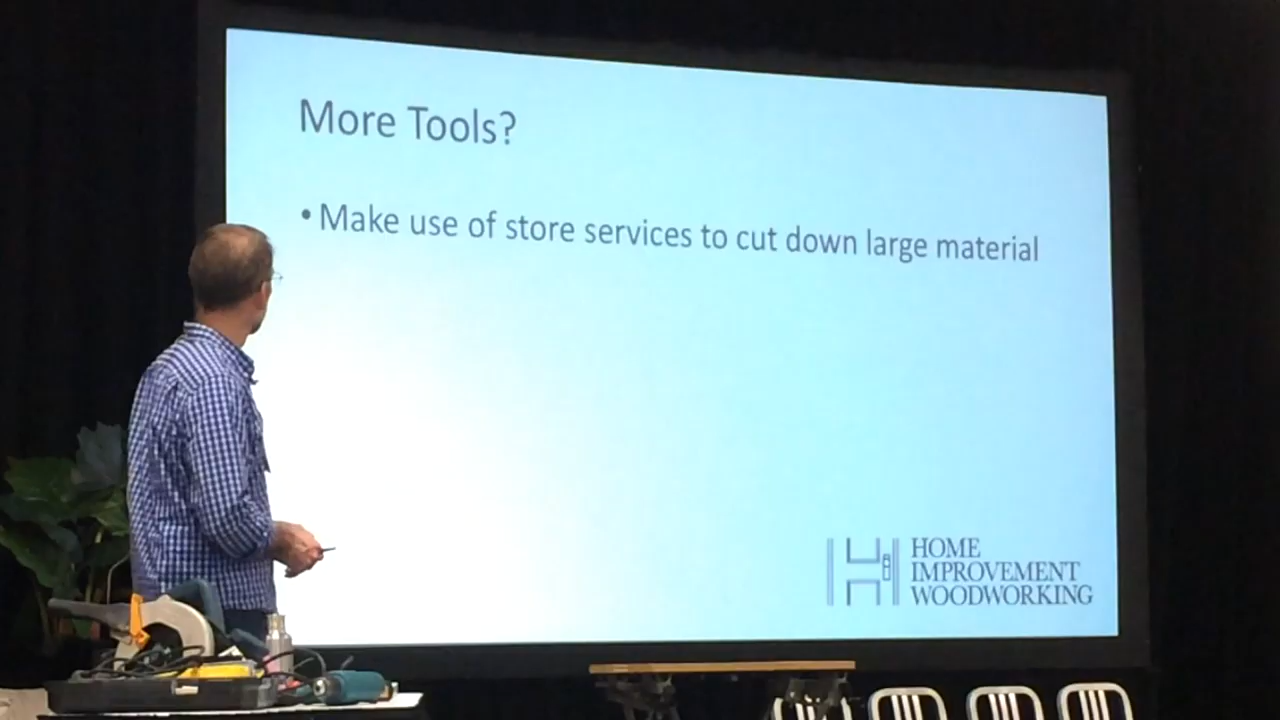 More Tools?
• Make use of store services to cut down large material
HOME
IMPROVEMENT
WOODWORKING